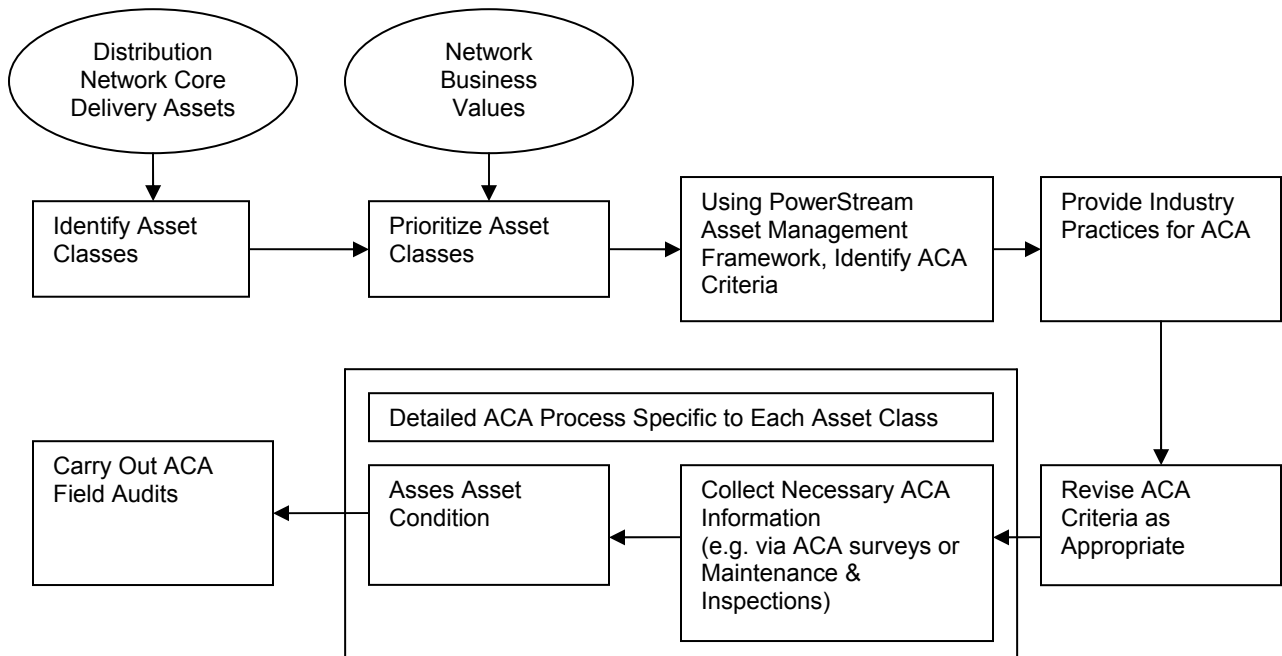 Distribution
Network Core
Delivery Assets
Network
Business
Values
Identify Asset
Classes
Prioritize Asset
Classes
Using PowerStream
Asset Management
Framework, Identify ACA
Criteria
Provide Industry
Practices for ACA
Detailed ACA Process Specific to Each Asset Class
Carry Out ACA
Field Audits
Asses Asset
Condition
Collect Necessary ACA
Information
(e.g. via ACA surveys or
Maintenance &
Inspections)
Revise ACA
Criteria as
Appropriate